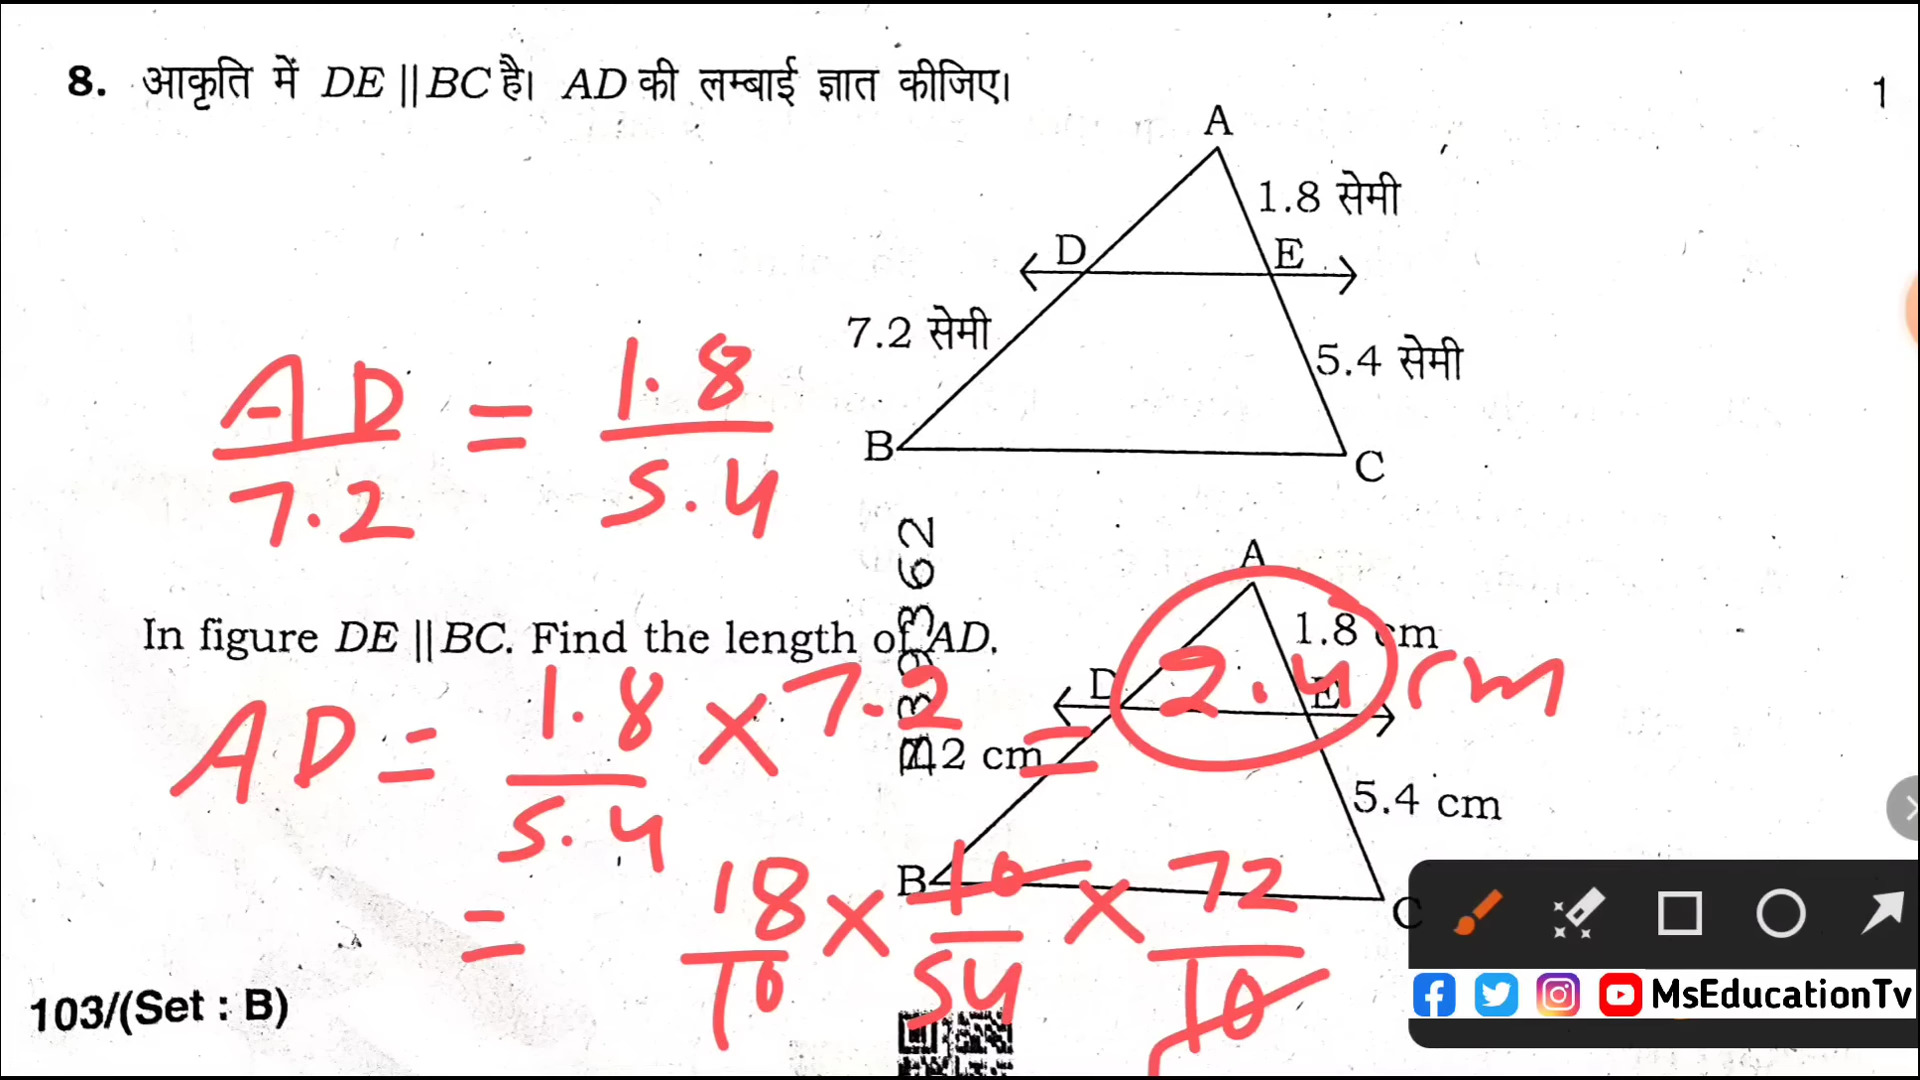 8. आकृति में DE || BC है। AD की लम्बाई ज्ञात कीजिए।
1
A
1.8 सेमी
D
E
7.2 सेमी
5.4 सेमी
B
C
AD/7.2 = 1.8/5.4
In figure DE || BC. Find the length of AD.
A
1.8 cm
D
E
2 cm
5.4 cm
B
C
AD = 1.8/5.4 × 7.2 = 2.4 cm
= 18/10 × 10/54 × 72/10
103/(Set : B)
MsEducationTv